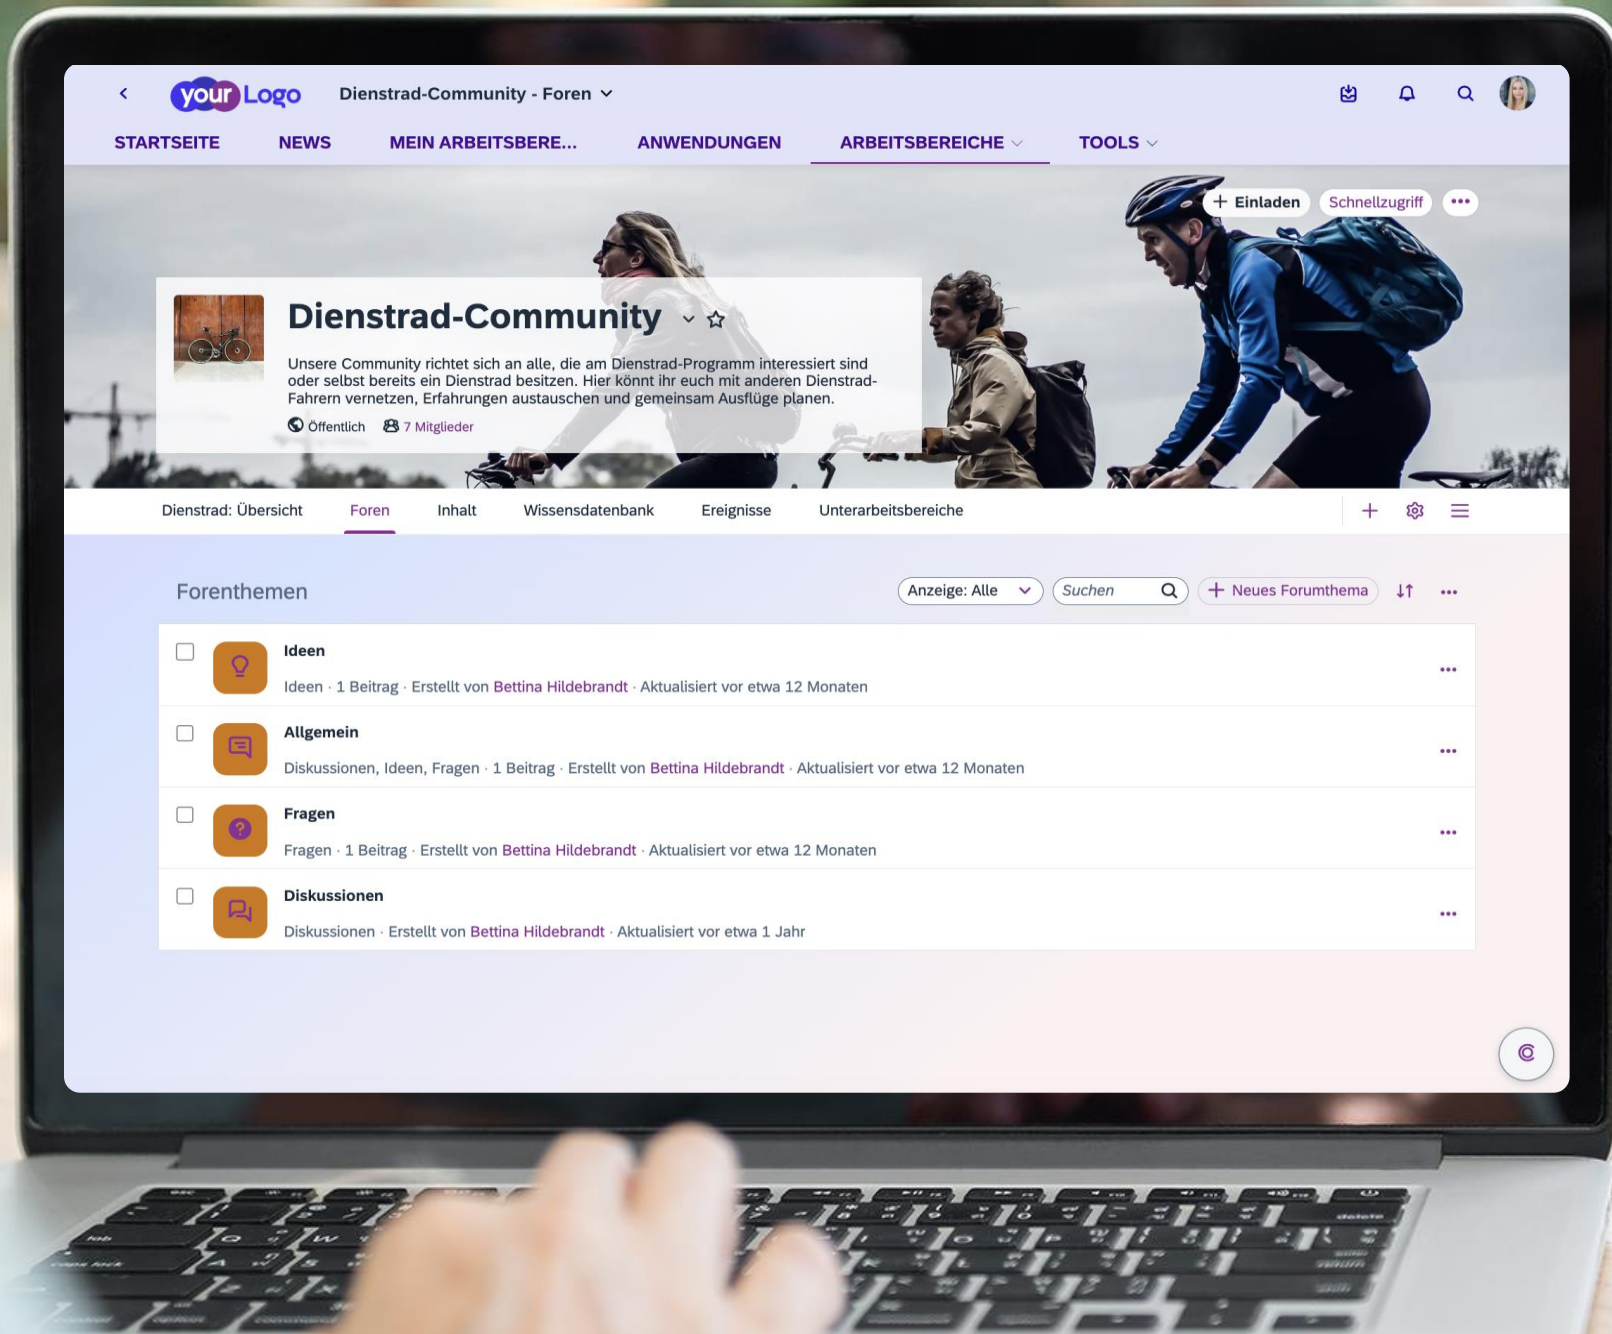 your Logo
Dienstrad-Community - Foren
STARTSEITE NEWS MEIN ARBEITSBERE... ANWENDUNGEN ARBEITSBEREICHE TOOLS
+ Einladen Schnellzugriff •••
Dienstrad-Community
Unsere Community richtet sich an alle, die am Dienstrad-Programm interessiert sind
oder selbst bereits ein Dienstrad besitzen. Hier könnt ihr euch mit anderen Dienstrad-
Fahrern vernetzen, Erfahrungen austauschen und gemeinsam Ausflüge planen.
Öffentlich 7 Mitglieder
Dienstrad: Übersicht Foren Inhalt Wissensdatenbank Ereignisse Unterarbeitsbereiche
Forenthemen
Anzeige: Alle Suchen + Neues Forumthema
Ideen
Ideen · 1 Beitrag · Erstellt von Bettina Hildebrandt · Aktualisiert vor etwa 12 Monaten
Allgemein
Diskussionen, Ideen, Fragen · 1 Beitrag · Erstellt von Bettina Hildebrandt · Aktualisiert vor etwa 12 Monaten
Fragen
Fragen · 1 Beitrag · Erstellt von Bettina Hildebrandt · Aktualisiert vor etwa 12 Monaten
Diskussionen
Diskussionen · Erstellt von Bettina Hildebrandt · Aktualisiert vor etwa 1 Jahr
esc
delete
tab Q W
caps lock A S